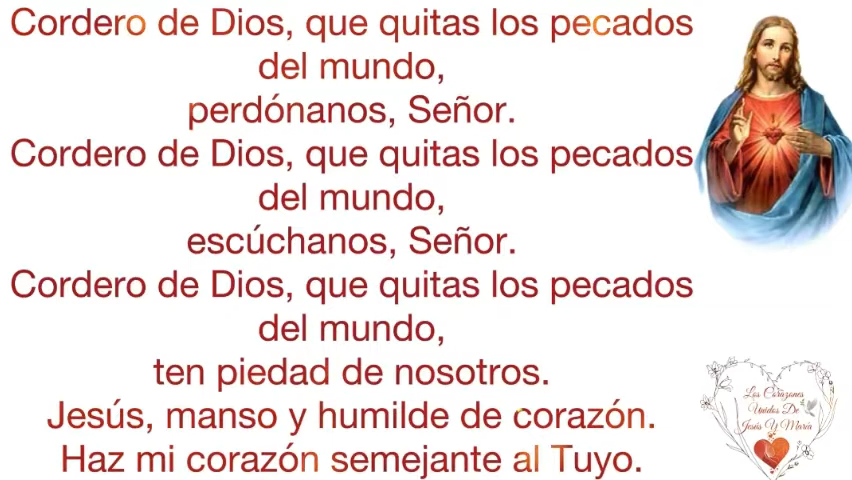 Cordero de Dios, que quitas los pecados
del mundo,
perdónanos, Señor.
Cordero de Dios, que quitas los pecados
del mundo,
escúchanos, Señor.
Cordero de Dios, que quitas los pecados
del mundo,
ten piedad de nosotros.
Jesús, manso y humilde de corazón.
Haz mi corazón semejante al Tuyo.
Los Corazones
Unidos De
Jesús Y María